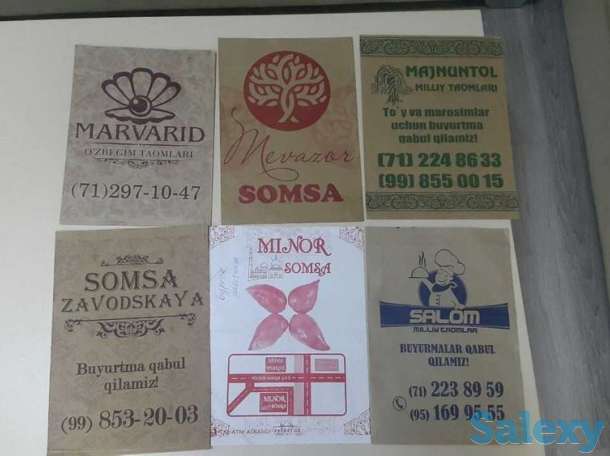 MARVARID
O'ZBEGIM TAOMLARI
(71)297-10-47
Mevazor
SOMSA
MAJNUNTOL
MILLIY TAOMLARI
To`y va marosimlar
uchun buyurtma
qabul qilamiz!
(71) 224 86 33
(99) 855 00 15
SOMSA
ZAVODSKAYA
Buyurtma qabul
qilamiz!
(99) 853-20-03
MINOR
SOMSA
MINOR
SALOM
MILLIY TAOMLAR
BUYURMALAR QABUL
QILAMIZ!
(71) 223 89 59
(95) 169 95 55
Salexy